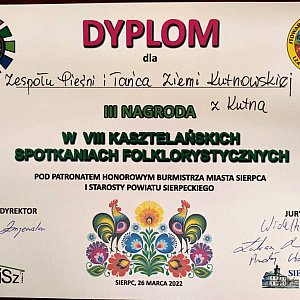 DYPLOM
dla
Zespołu Pieśni i Tańca Ziemi Kutnowskiej
z Kutna
III NAGRODA
W VIII KASZTELAŃSKICH
SPOTKANIACH FOLKLORYSTYCZNYCH
POD PATRONATEM HONOROWYM BURMISTRZA MIASTA SIERPCA
I STAROSTY POWIATU SIERPECKIEGO
DYREKTOR
JURY
SIERPC, 26 MARCA 2022